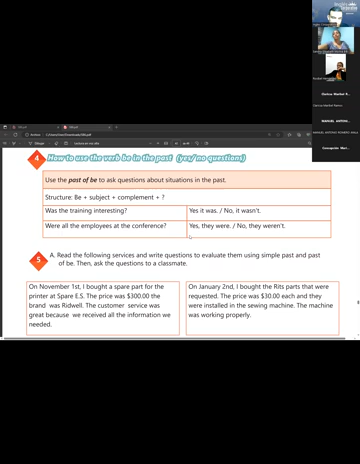 4 How to use the verb be in the past (yes/no questions)
Use the past of be to ask questions about situations in the past.
Structure: Be + subject + complement + ?
Was the training interesting? Yes it was. / No, it wasn't.
Were all the employees at the conference? Yes, they were. / No, they weren't.
5 A. Read the following services and write questions to evaluate them using simple past and past
of be. Then, ask the questions to a classmate.
On November 1st, I bought a spare part for the
printer at Spare E.S. The price was $300.00 the
brand was Ridwell. The customer service was
great because we received all the information we
needed.
On January 2nd, I bought the Rits parts that were
requested. The price was $30.00 each and they
were installed in the sewing machine. The machine
was working properly.